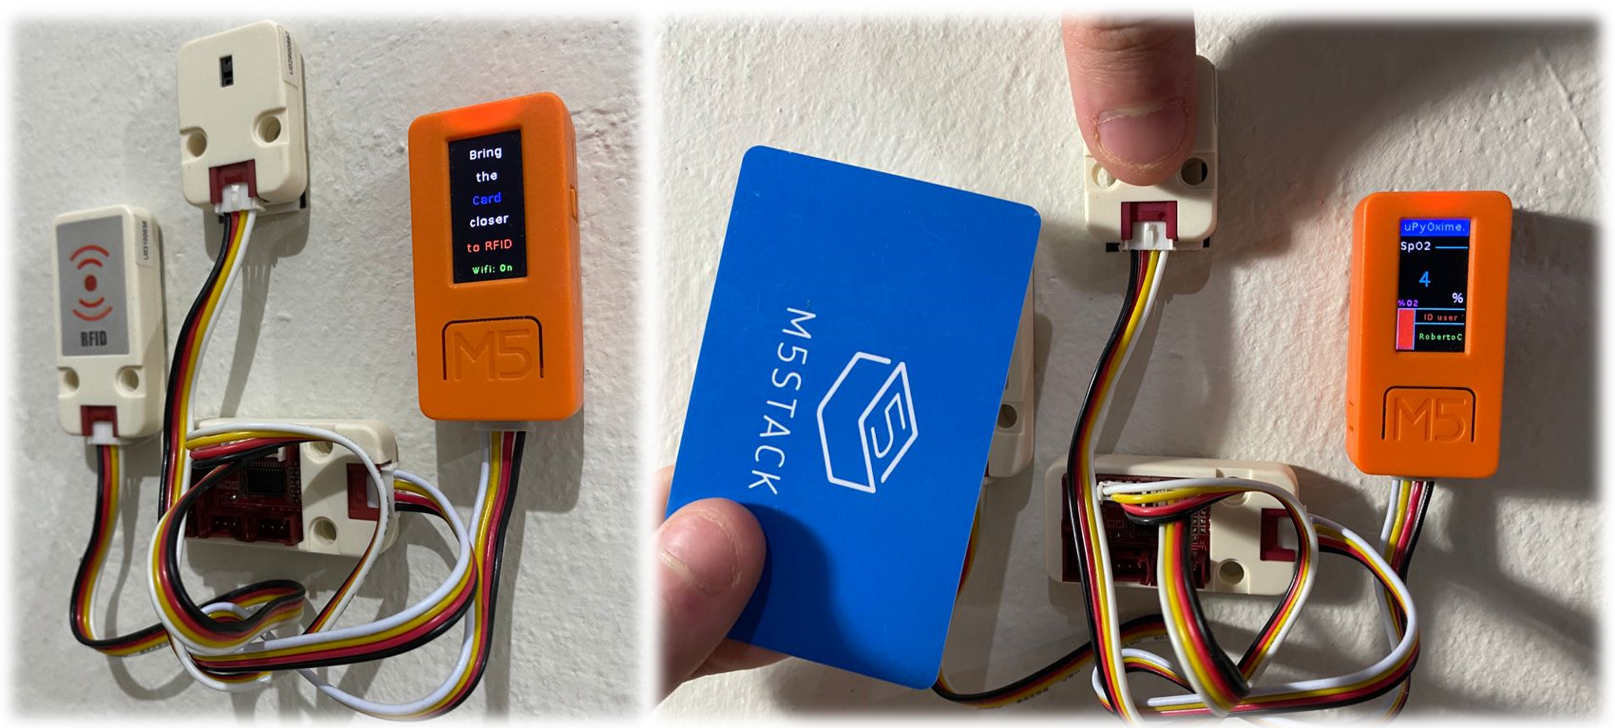 Bring
the
Card
closer
to RFID
Wifi: On
M5
RFID
M5STACK
5
uPyOxime.
SpO2
4
%
%O2
ID user
RobertoC
M5